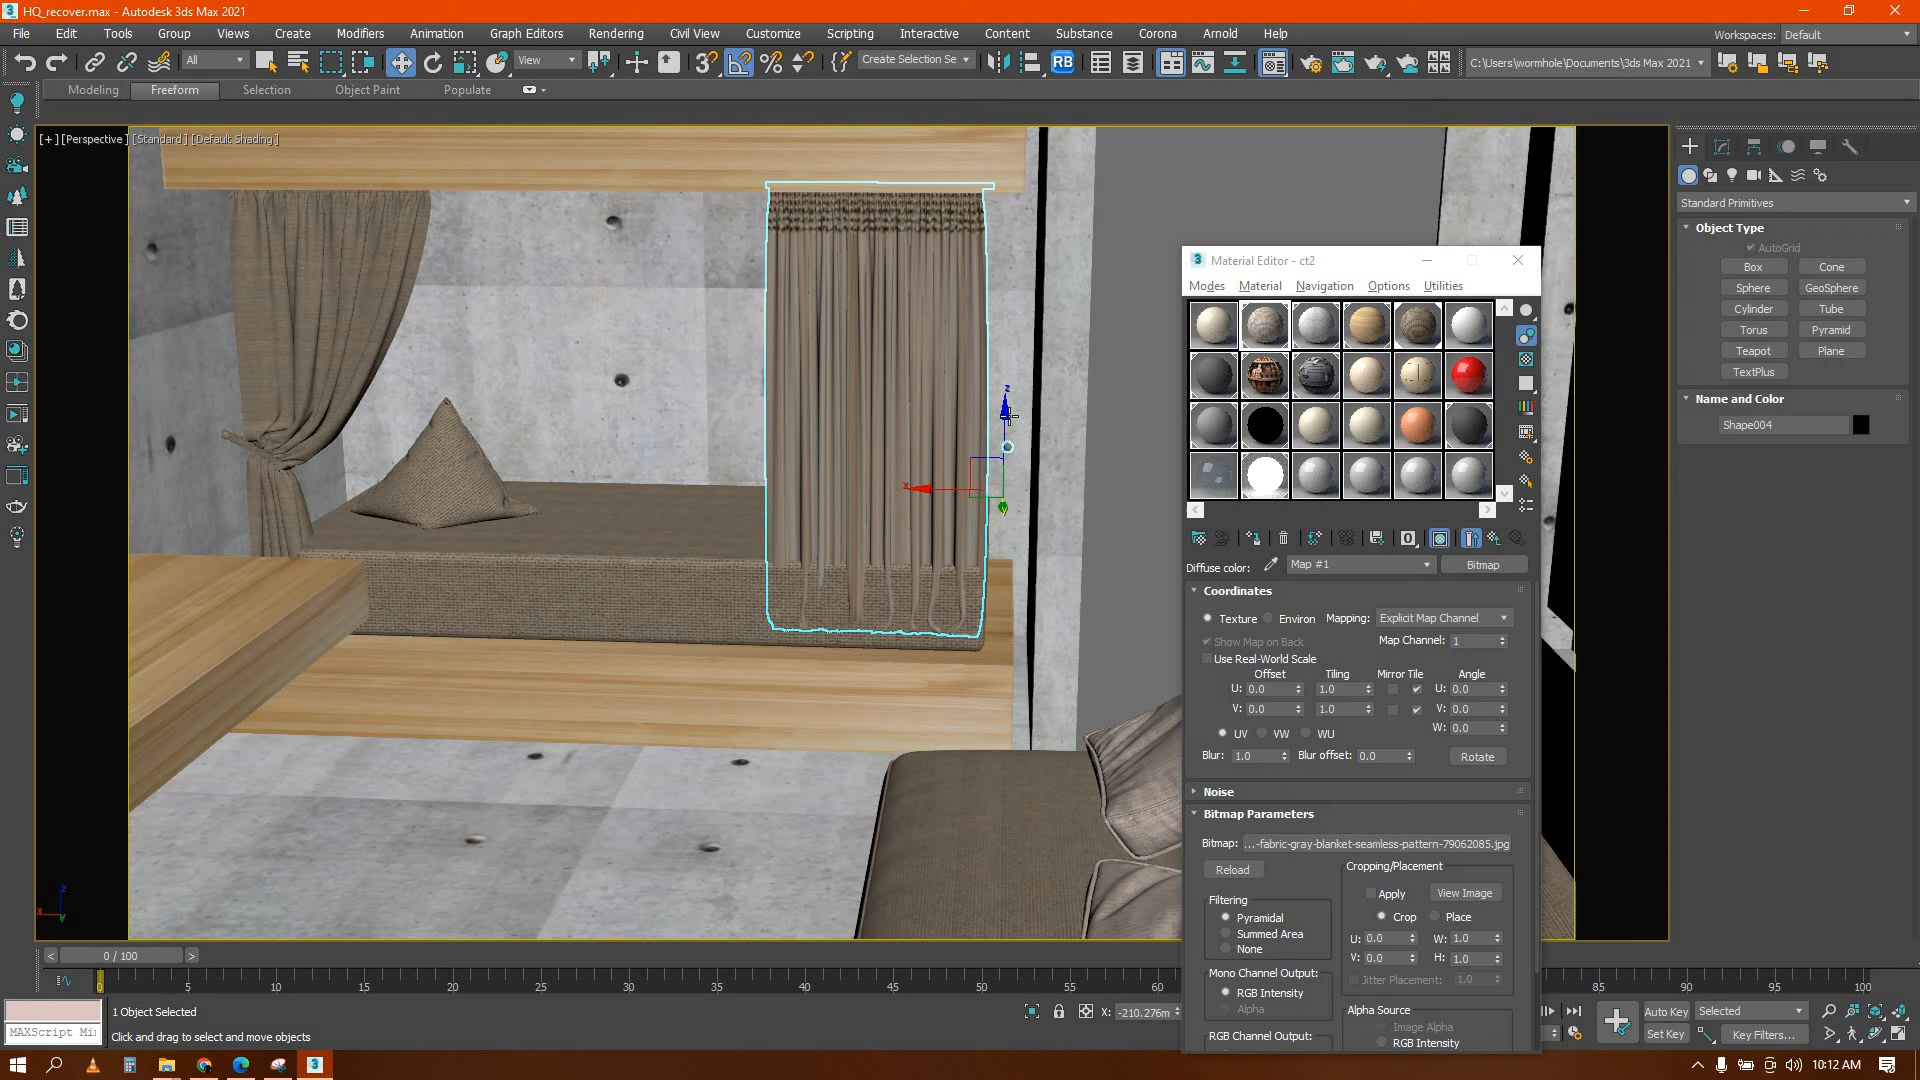 HQ_recover.max - Autodesk 3ds Max 2021
File Edit Tools Group Views Create Modifiers Animation Graph Editors Rendering Civil View Customize Scripting Interactive Content Substance Corona Arnold Help
Workspaces: Default
All View Create Selection Se C:\Users\wormhole\Documents\3ds Max 2021
Modeling Freeform Selection Object Paint Populate
[+] [Perspective ] [Standard ] [Default Shading ]
Standard Primitives
Object Type
AutoGrid
Box Cone
Sphere GeoSphere
Cylinder Tube
Torus Pyramid
Teapot Plane
TextPlus
Name and Color
Shape004
Material Editor - ct2
Modes Material Navigation Options Utilities
Diffuse color: Map #1 Bitmap
Coordinates
Texture Environ Mapping: Explicit Map Channel
Show Map on Back Map Channel: 1
Use Real-World Scale
Offset Tiling Mirror Tile Angle
U: 0.0 1.0 U: 0.0
V: 0.0 1.0 V: 0.0
W: 0.0
UV VW WU
Blur: 1.0 Blur offset: 0.0 Rotate
Noise
Bitmap Parameters
Bitmap: ...-fabric-gray-blanket-seamless-pattern-79062085.jpg
Reload
Cropping/Placement
Apply View Image
Crop Place
U: 0.0 W: 1.0
V: 0.0 H: 1.0
Jitter Placement: 1.0
Filtering
Pyramidal
Summed Area
None
Mono Channel Output:
RGB Intensity
Alpha
RGB Channel Output:
Alpha Source
Image Alpha
RGB Intensity
z
x
y
z
x
y
< 0 / 100 >
0 5 10 15 20 25 30 35 40 45 50 55 60 85 90 95 100
1 Object Selected
X: -210.276m
Auto Key Selected
MAXScript Mi
Click and drag to select and move objects
Set Key Key Filters...
10:12 AM